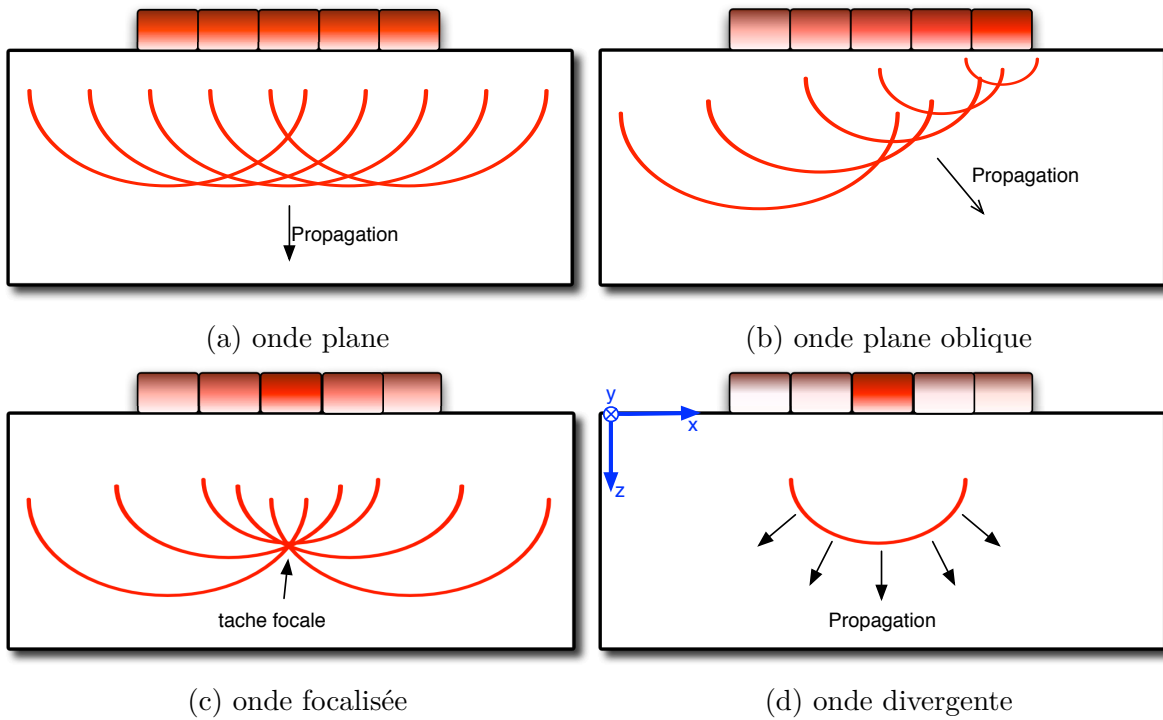 Propagation
Propagation
(a) onde plane
(b) onde plane oblique
tache focale
y
x
z
Propagation
(c) onde focalisée
(d) onde divergente